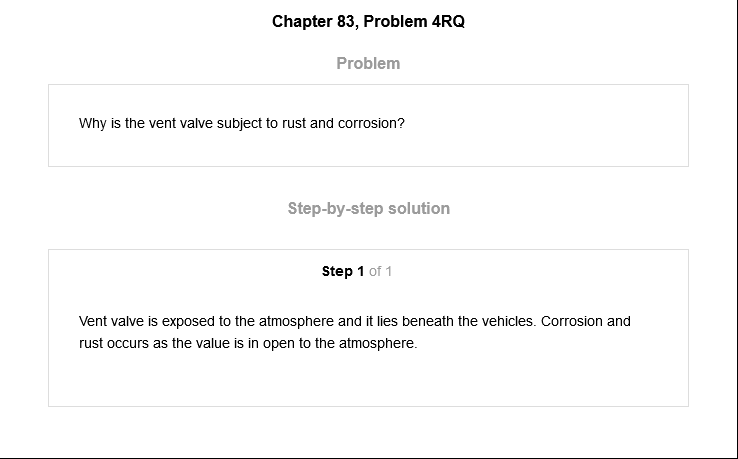 Chapter 83, Problem 4RQ
Problem
Why is the vent valve subject to rust and corrosion?
Step-by-step solution
Step 1 of 1
Vent valve is exposed to the atmosphere and it lies beneath the vehicles. Corrosion and
rust occurs as the value is in open to the atmosphere.